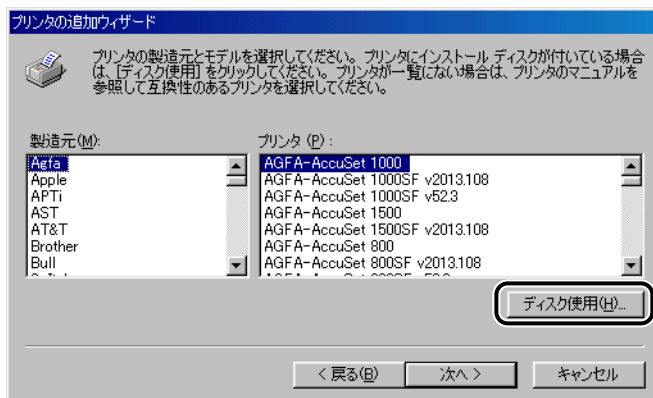 プリンタの追加ウィザード
プリンタの製造元とモデルを選択してください。プリンタにインストール ディスクが付いている場合
は、[ディスク使用] をクリックしてください。プリンタが一覧にない場合は、プリンタのマニュアルを
参照して互換性のあるプリンタを選択してください。
製造元(M):
プリンタ (P) :
Agfa
Apple
APTi
AST
AT&T
Brother
Bull
AGFA-AccuSet 1000
AGFA-AccuSet 1000SF v2013.108
AGFA-AccuSet 1000SF v52.3
AGFA-AccuSet 1500
AGFA-AccuSet 1500SF v2013.108
AGFA-AccuSet 800
AGFA-AccuSet 800SF v2013.108
ディスク使用(H)...
< 戻る(B)
次へ >
キャンセル